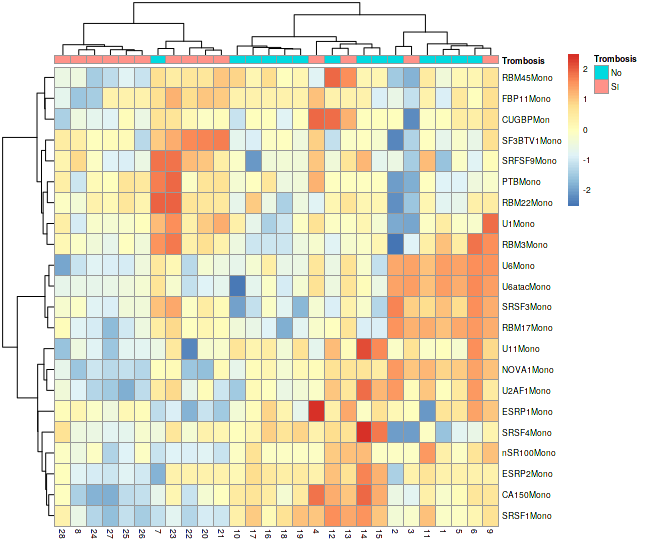 Trombosis
RBM45Mono
FBP11Mono
CUGBPMon
SF3BTV1Mono
SRFSF9Mono
PTBMono
RBM22Mono
U1Mono
RBM3Mono
U6Mono
U6atacMono
SRSF3Mono
RBM17Mono
U11Mono
NOVA1Mono
U2AF1Mono
ESRP1Mono
SRSF4Mono
nSR100Mono
ESRP2Mono
CA150Mono
SRSF1Mono
28 8 24 27 25 26 7 23 22 20 21 10 17 16 18 19 4 12 13 14 15 2 3 11 1 5 6 9
2
1
0
-1
-2
Trombosis
No
SI